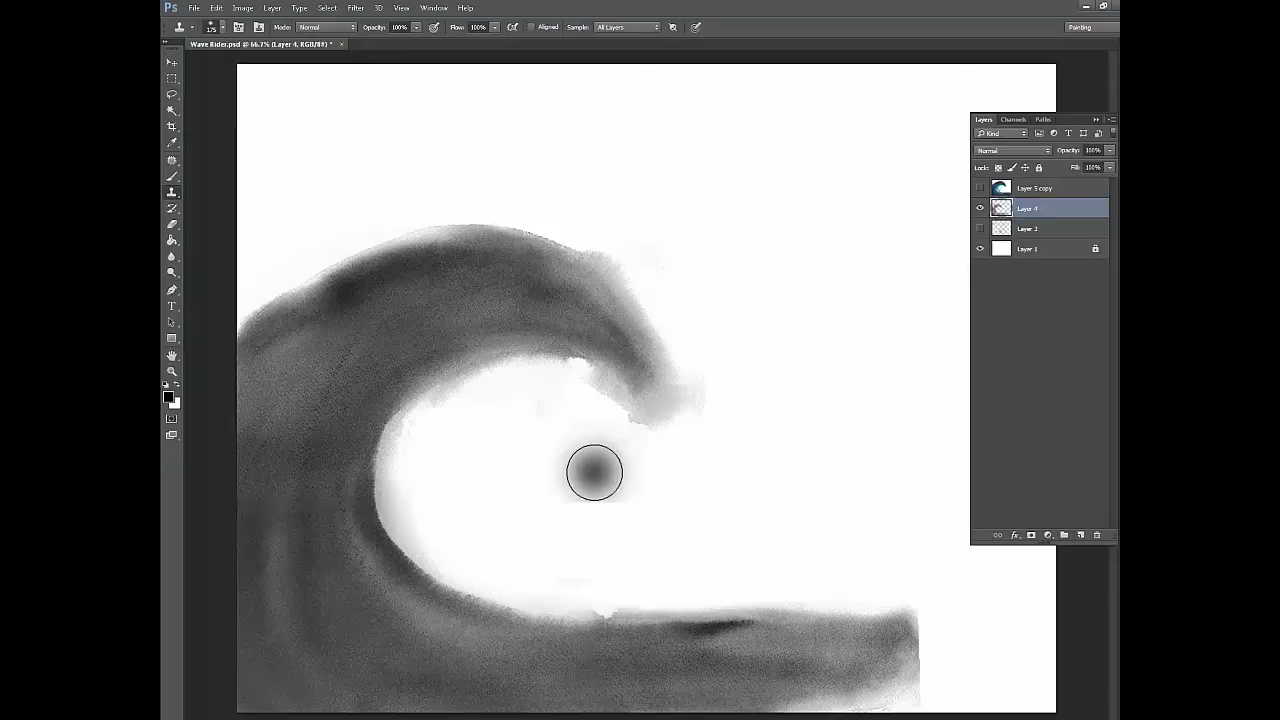 Ps File Edit Image Layer Type Select Filter 3D View Window Help
175 Mode: Normal Opacity: 100% Flow: 100% Aligned Sample: All Layers Painting
Wave Rider.psd @ 66.7% (Layer 4, RGB/8#) * ×
Layers Channels Paths
Kind
Normal Opacity: 100%
Lock: Fill: 100%
Layer 5 copy
Layer 4
Layer 1